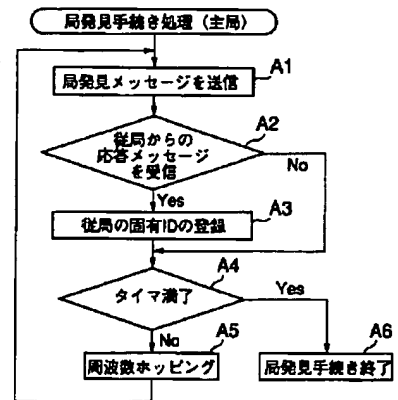 局発見手続き処理（主局）
局発見メッセージを送信
A1
従局からの
応答メッセージ
を受信
A2
No
Yes
従局の固有IDの登録
A3
タイマ満了
A4
Yes
No
周波数ホッピング
A5
局発見手続き終了
A6